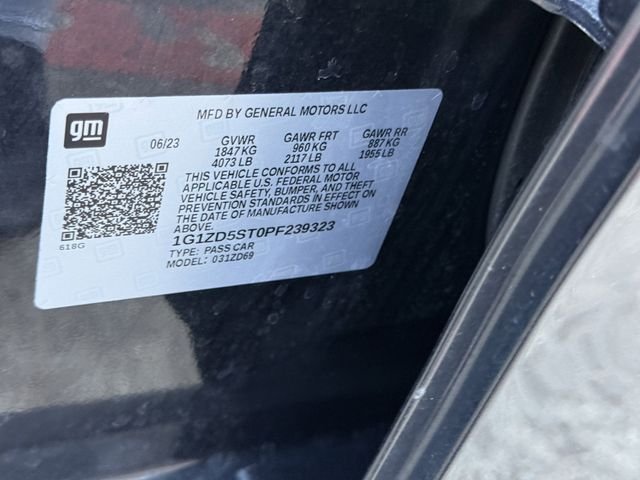 MFD BY GENERAL MOTORS LLC
gm
06/23 GVWR GAWR FRT GAWR RR
1847 KG 960 KG 887 KG
4073 LB 2117 LB 1955 LB
THIS VEHICLE CONFORMS TO ALL
APPLICABLE U.S. FEDERAL MOTOR
VEHICLE SAFETY, BUMPER, AND THEFT
PREVENTION STANDARDS IN EFFECT ON
THE DATE OF MANUFACTURE SHOWN
ABOVE.
618G
1G1ZD5ST0PF239323
TYPE: PASS CAR
MODEL: 031ZD69